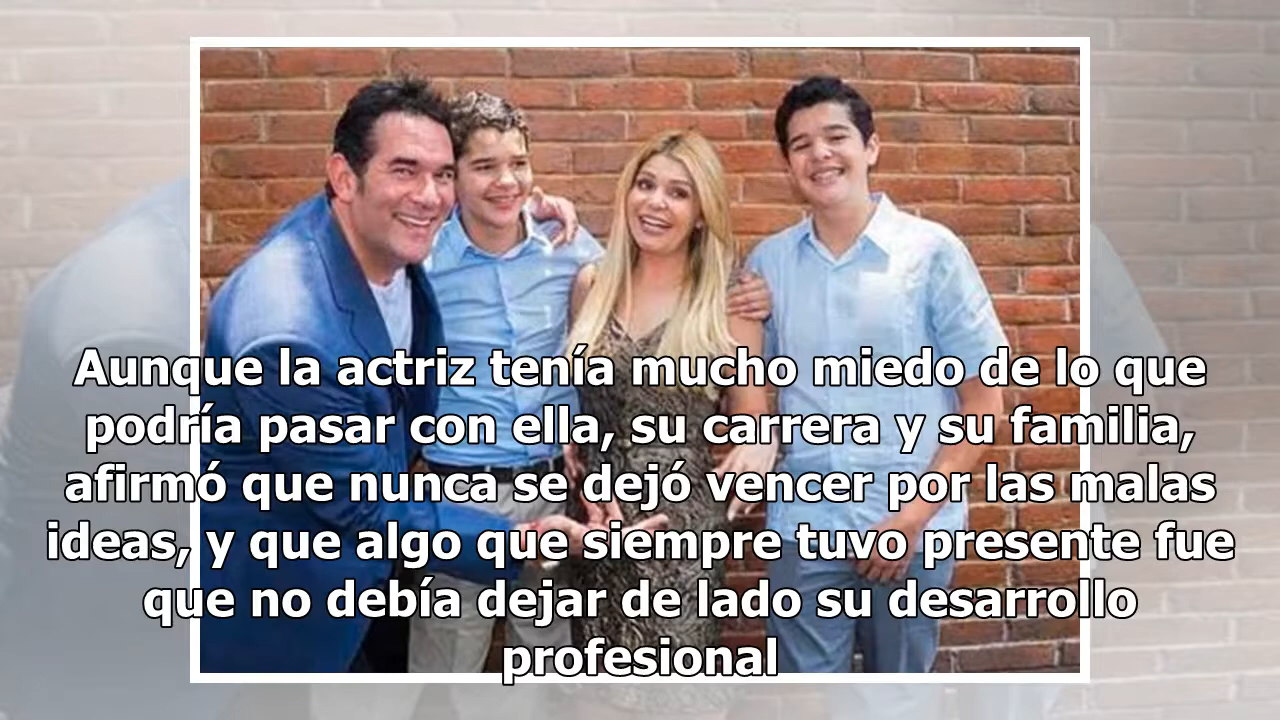 Aunque la actriz tenía mucho miedo de lo que
podría pasar con ella, su carrera y su familia,
afirmó que nunca se dejó vencer por las malas
ideas, y que algo que siempre tuvo presente fue
que no debía dejar de lado su desarrollo
profesional